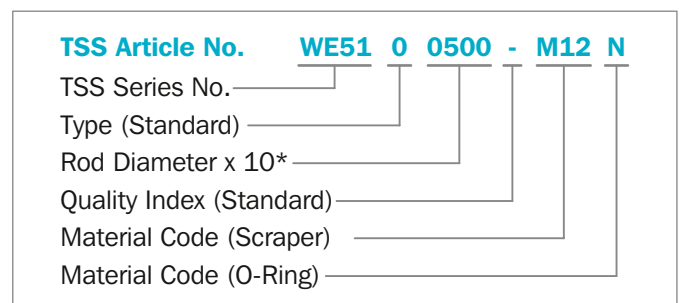 TSS Article No. WE51 0 0500 - M12 N
TSS Series No.
Type (Standard)
Rod Diameter x 10*
Quality Index (Standard)
Material Code (Scraper)
Material Code (O-Ring)